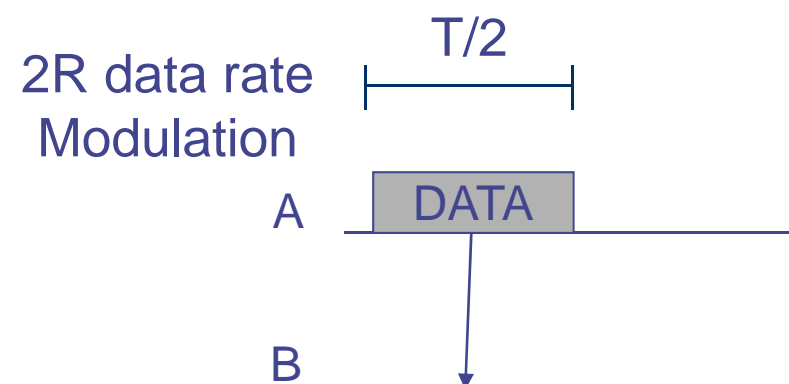 T/2
2R data rate
Modulation
DATA
A
B